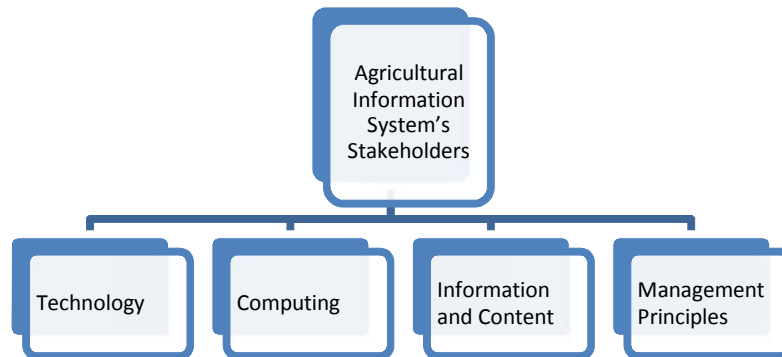 Agricultural
Information
System’s
Stakeholders
Technology
Computing
Information
and Content
Management
Principles